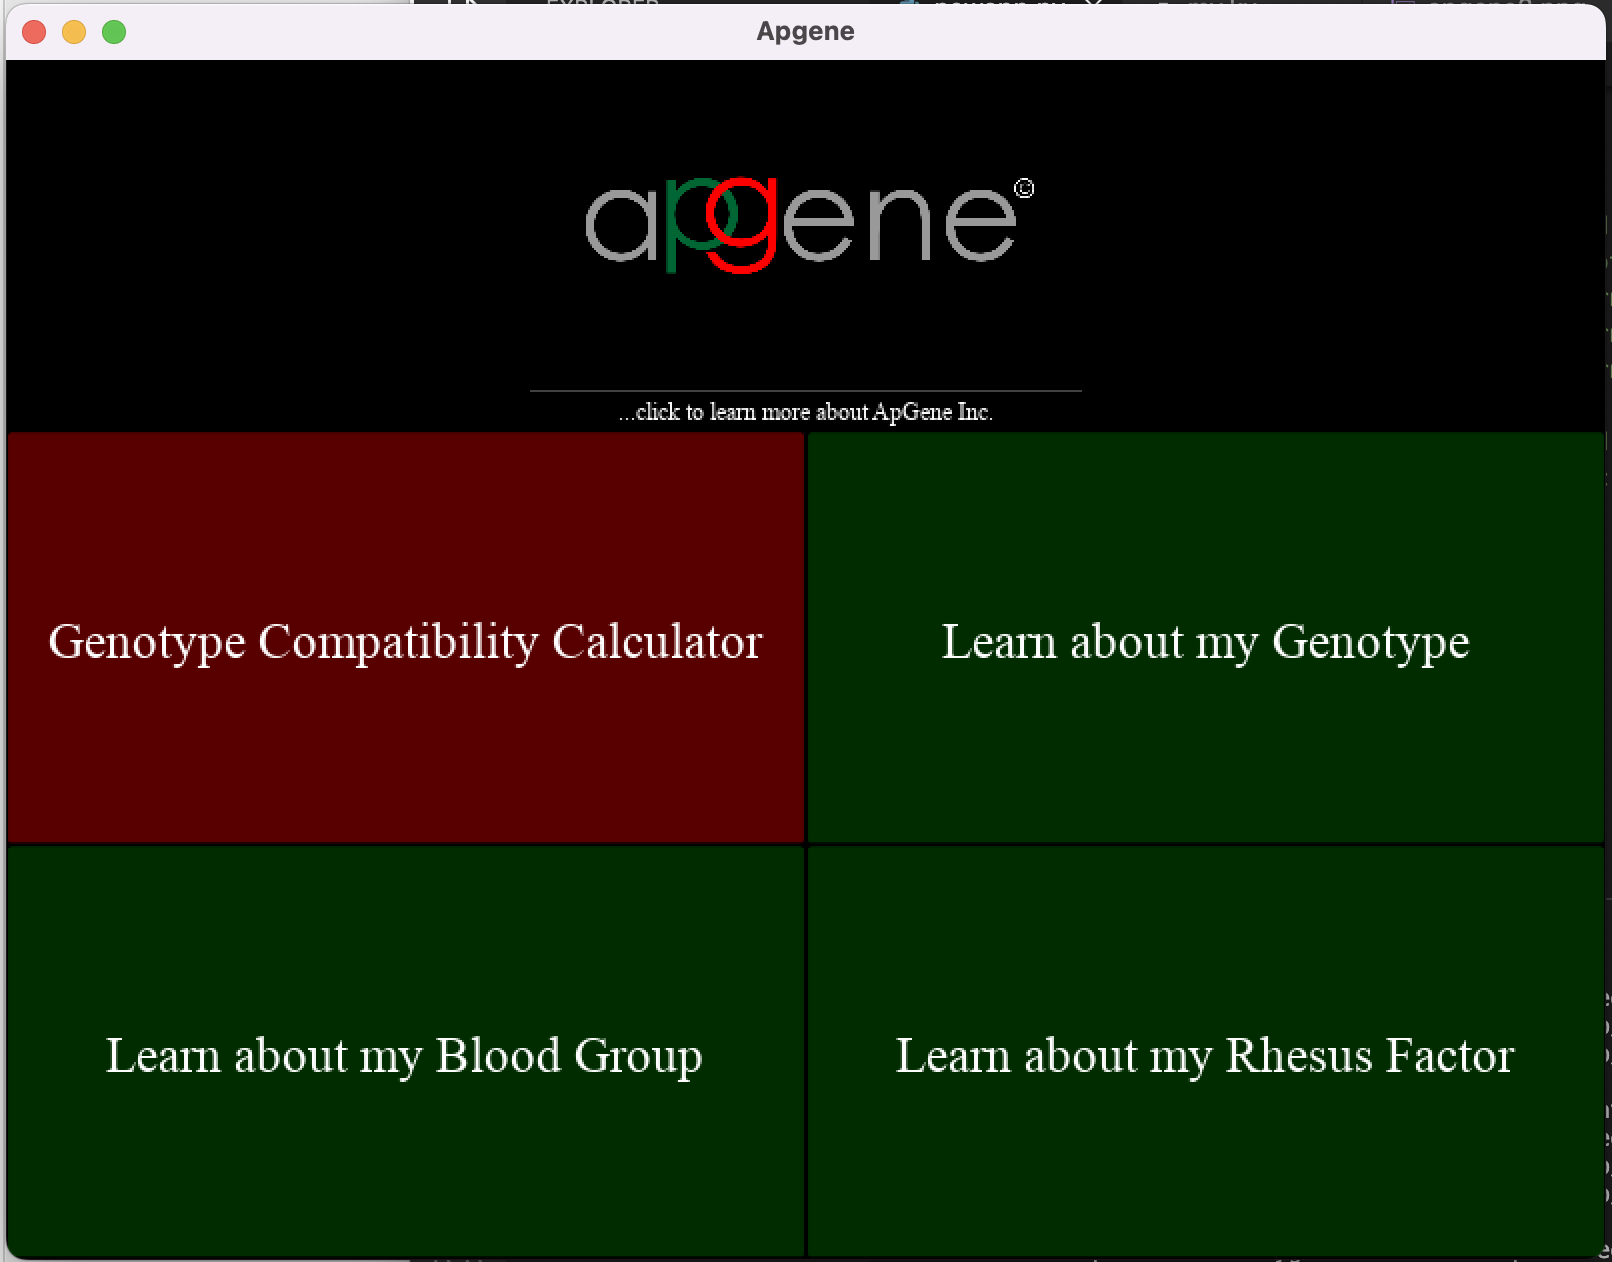 EXPLORER
Apgene
apgene©
...click to learn more about ApGene Inc.
Genotype Compatibility Calculator
Learn about my Genotype
Learn about my Blood Group
Learn about my Rhesus Factor